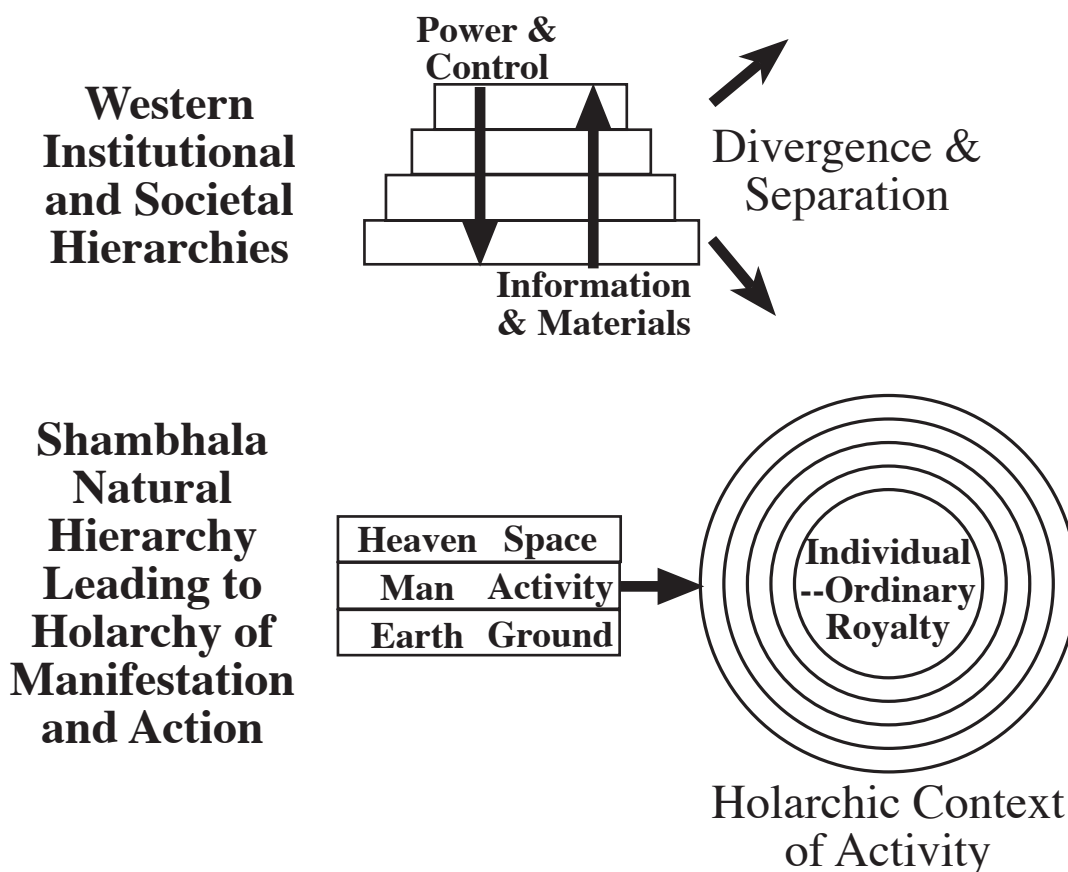 Power &
Control
Western
Institutional
and Societal
Hierarchies
Divergence &
Separation
Information
& Materials
Shambhala
Natural
Hierarchy
Leading to
Holarchy of
Manifestation
and Action
Heaven Space
Man Activity
Earth Ground
Individual
--Ordinary
Royalty
Holarchic Context
of Activity